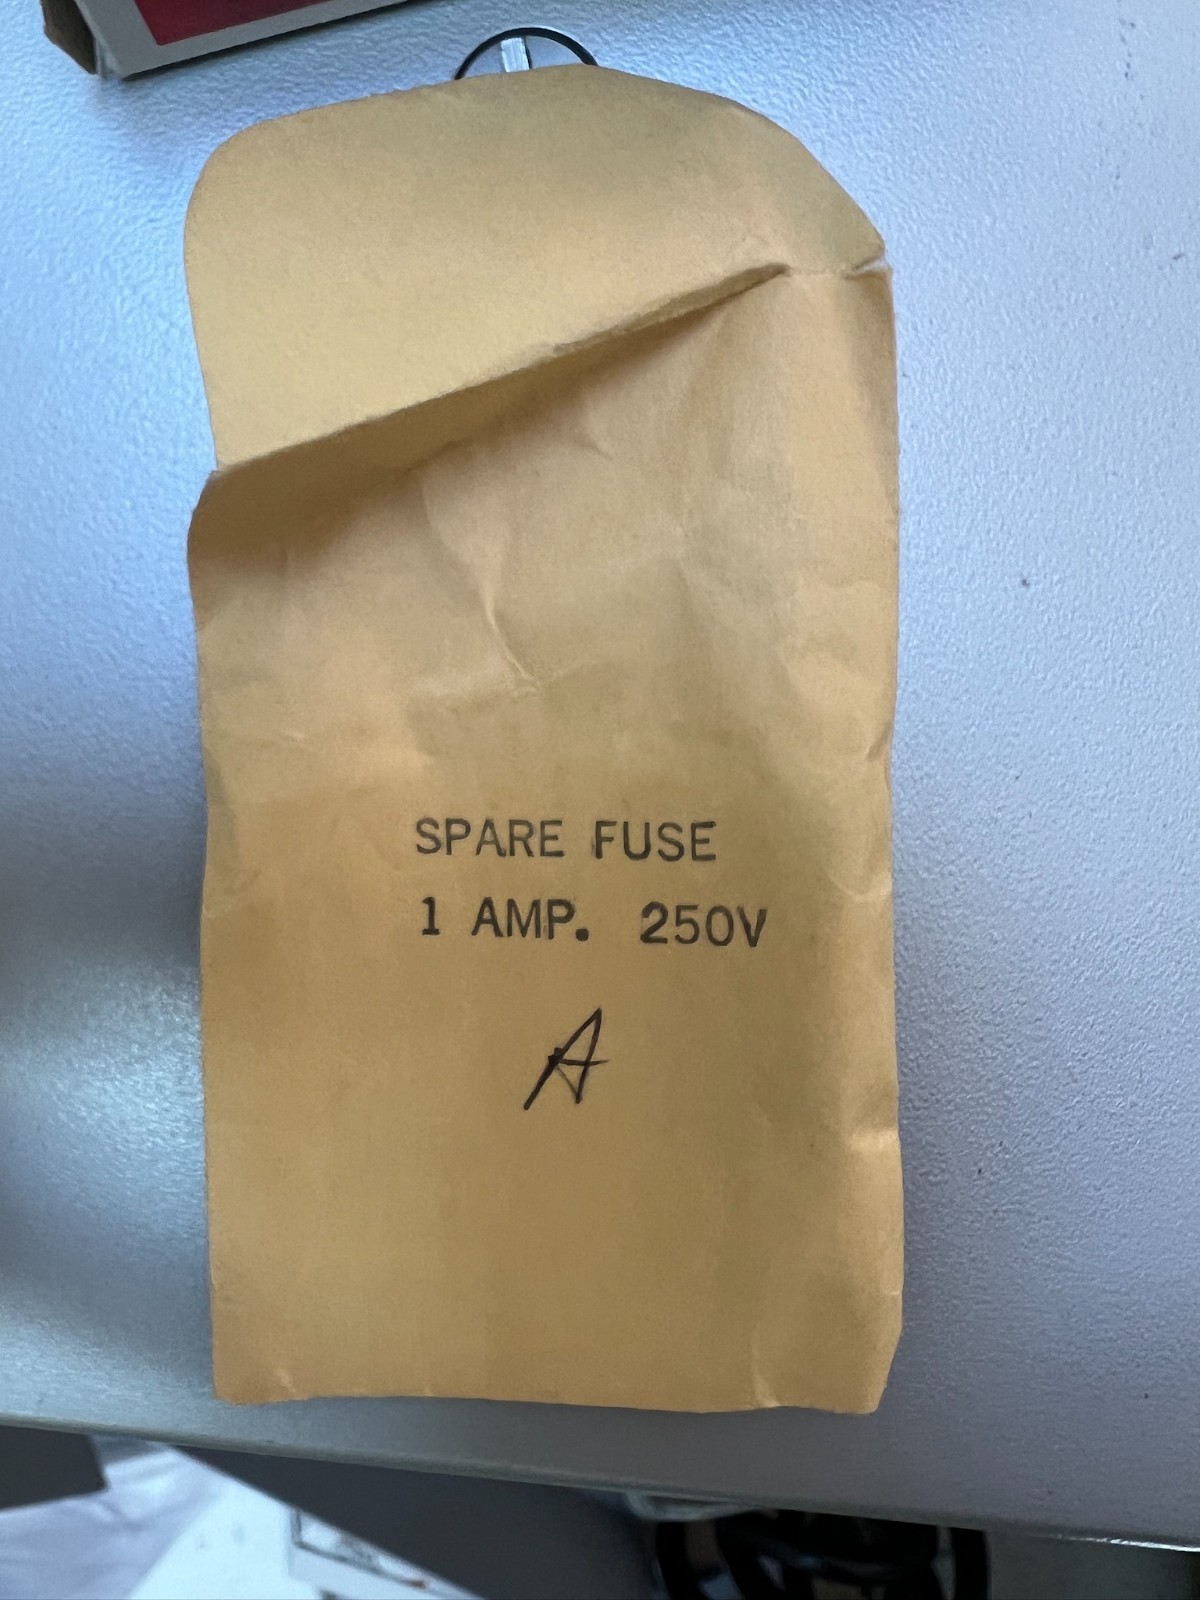 SPARE FUSE
1 AMP. 250V
A